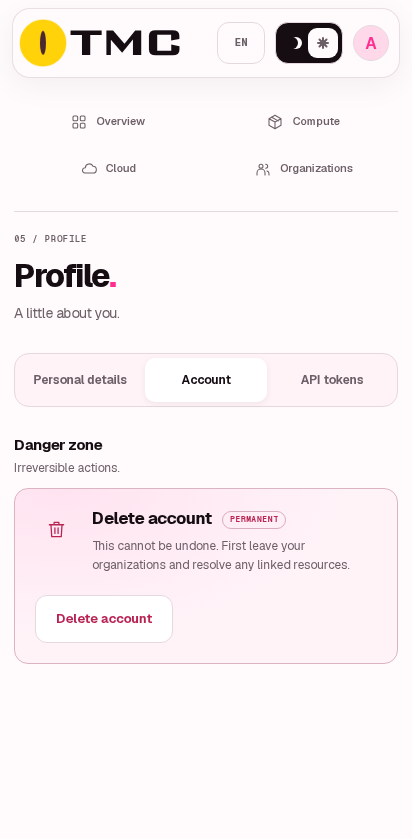 TMC
EN
A
Overview
Compute
Cloud
Organizations
05 / PROFILE
Profile.
A little about you.
Personal details
Account
API tokens
Danger zone
Irreversible actions.
Delete account
PERMANENT
This cannot be undone. First leave your
organizations and resolve any linked resources.
Delete account